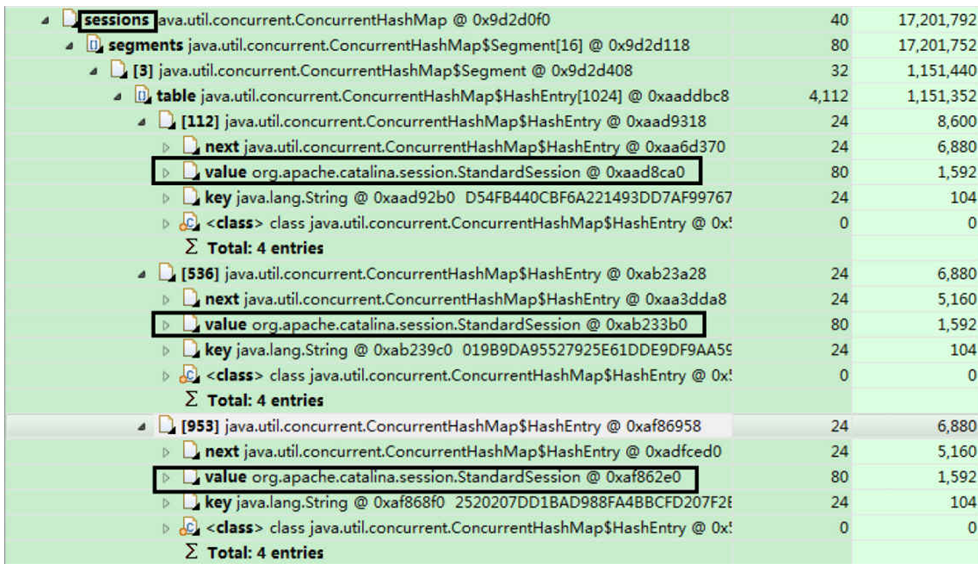 sessions java.util.concurrent.ConcurrentHashMap @ 0x9d2d0f0 40 17,201,792
segments java.util.concurrent.ConcurrentHashMap$Segment[16] @ 0x9d2d118 80 17,201,752
[3] java.util.concurrent.ConcurrentHashMap$Segment @ 0x9d2d408 32 1,151,440
table java.util.concurrent.ConcurrentHashMap$HashEntry[1024] @ 0xaaddbc8 4,112 1,151,352
[112] java.util.concurrent.ConcurrentHashMap$HashEntry @ 0xaad9318 24 8,600
next java.util.concurrent.ConcurrentHashMap$HashEntry @ 0xaa6d370 24 6,880
value org.apache.catalina.session.StandardSession @ 0xaad8ca0 80 1,592
key java.lang.String @ 0xaad92b0 D54FB440CBF6A221493DD7AF99767 24 104
<class> class java.util.concurrent.ConcurrentHashMap$HashEntry @ 0x 0 0
Σ Total: 4 entries
[536] java.util.concurrent.ConcurrentHashMap$HashEntry @ 0xab23a28 24 6,880
next java.util.concurrent.ConcurrentHashMap$HashEntry @ 0xaa3dda8 24 5,160
value org.apache.catalina.session.StandardSession @ 0xab233b0 80 1,592
key java.lang.String @ 0xab239c0 019B9DA95527925E61DDE9DF9AA59 24 104
<class> class java.util.concurrent.ConcurrentHashMap$HashEntry @ 0x 0 0
Σ Total: 4 entries
[953] java.util.concurrent.ConcurrentHashMap$HashEntry @ 0xaf86958 24 6,880
next java.util.concurrent.ConcurrentHashMap$HashEntry @ 0xadfced0 24 5,160
value org.apache.catalina.session.StandardSession @ 0xaf862e0 80 1,592
key java.lang.String @ 0xaf868f0 2520207DD1BAD988FA4BBCFD207F2 24 104
<class> class java.util.concurrent.ConcurrentHashMap$HashEntry @ 0x 0 0
Σ Total: 4 entries